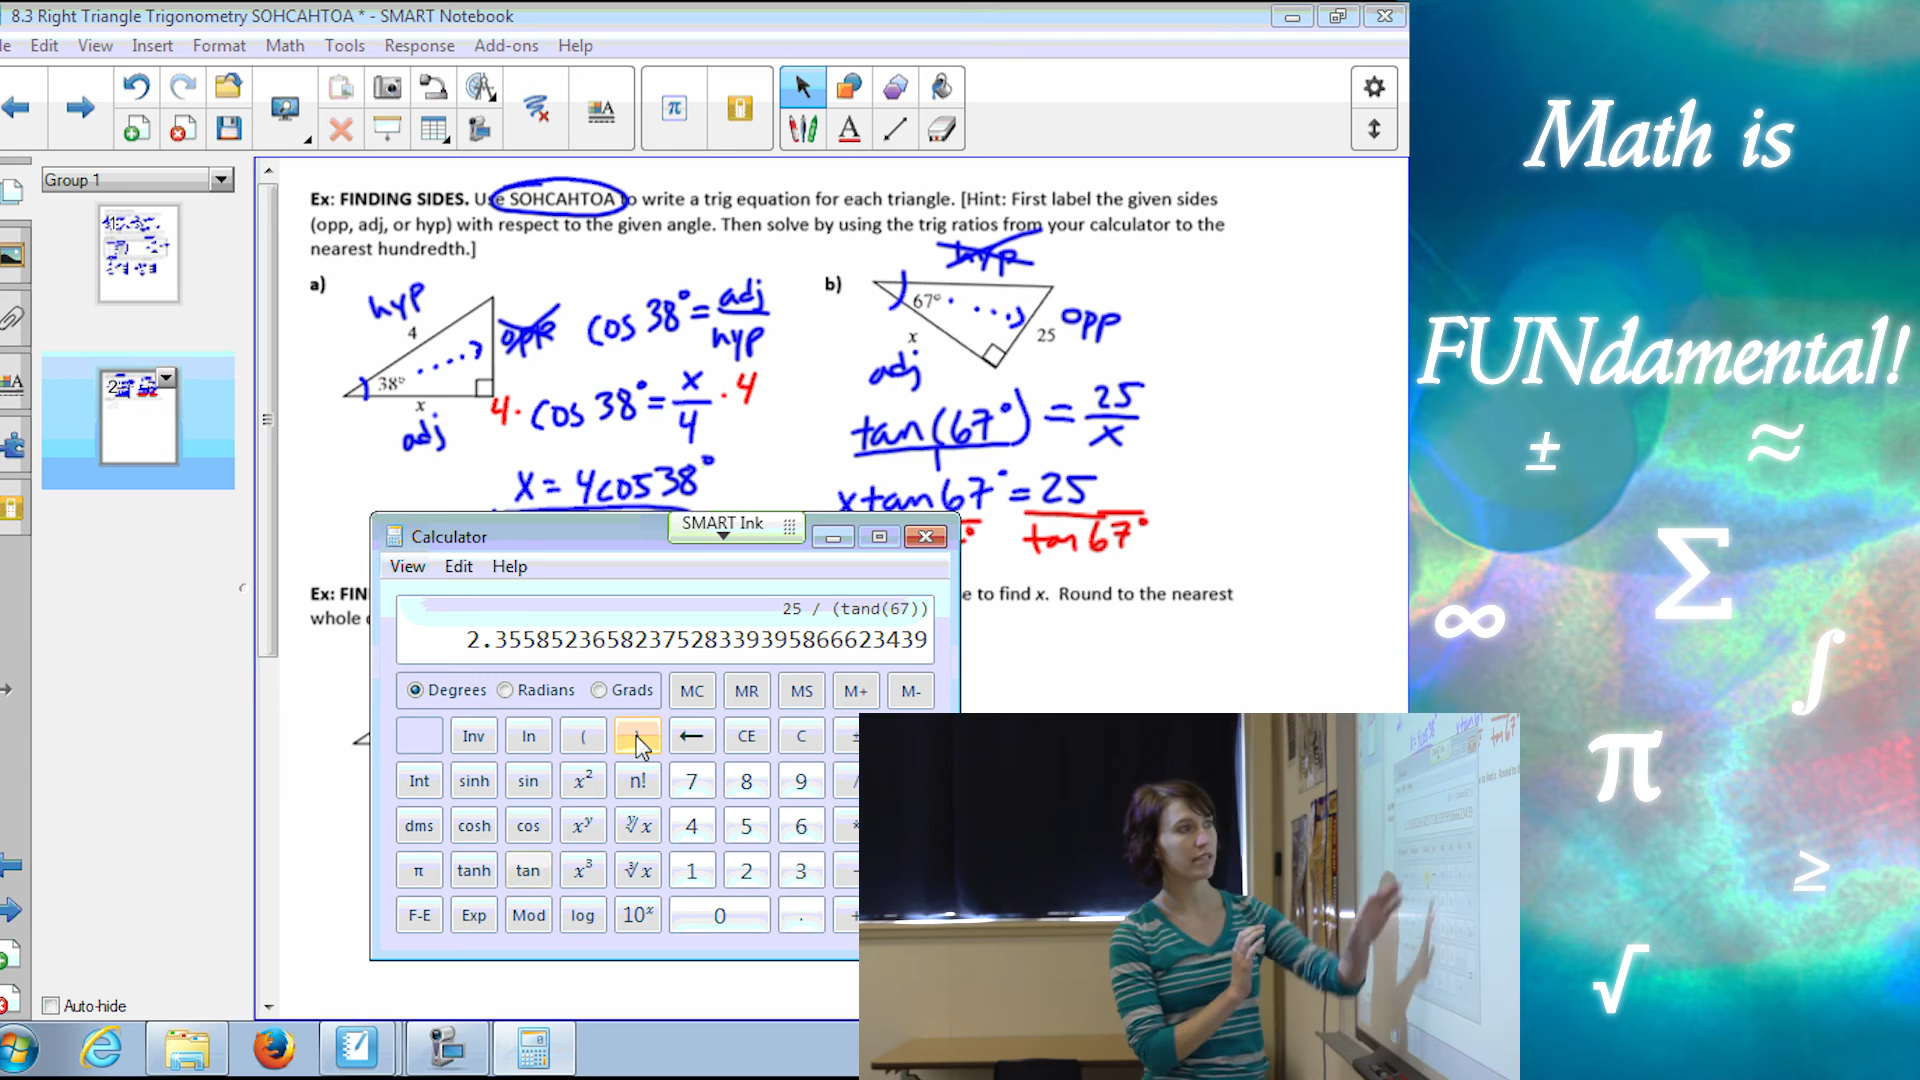 8.3 Right Triangle Trigonometry SOHCAHTOA * - SMART Notebook
Edit View Insert Format Math Tools Response Add-ons Help
Group 1
Ex: FINDING SIDES. Use SOHCAHTOA to write a trig equation for each triangle. [Hint: First label the given sides
(opp, adj, or hyp) with respect to the given angle. Then solve by using the trig ratios from your calculator to the
nearest hundredth.]
a)
hyp
4
opp
38°
x
adj
cos 38° = adj/hyp
4· cos 38° = x/4 ·4
x = 4cos38°
b)
hyp
67°
x
25
opp
adj
tan(67°) = 25/x
xtan67° = 25
tan67°
Ex: FIN
e to find x. Round to the nearest
whole
Calculator
SMART Ink
View Edit Help
25 / (tand(67))
2.3558523658237528339395866623439
Degrees Radians Grads MC MR MS M+ M-
Inv ln ( ) ← CE C ±
Int sinh sin x² n! 7 8 9 /
dms cosh cos xʸ ʸ√x 4 5 6 *
π tanh tan x³ ³√x 1 2 3 -
F-E Exp Mod log 10ˣ 0 . +
Auto-hide
Math is
FUNdamental!
± ≈
Σ
∞ ∫
π
≥
√